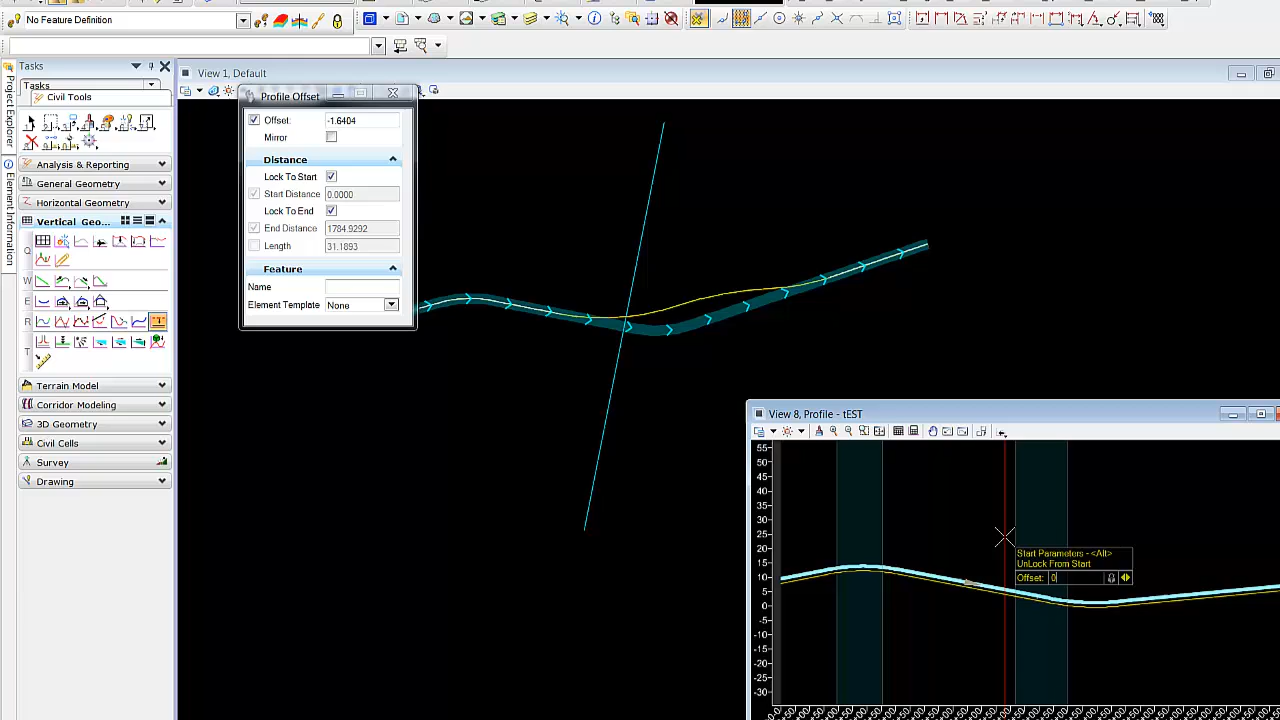 No Feature Definition
Tasks
Tasks
Civil Tools
Analysis & Reporting
General Geometry
Horizontal Geometry
Vertical Geo...
Q
M
L
E
R
T
Terrain Model
Corridor Modeling
3D Geometry
Civil Cells
Survey
Drawing
Project Explorer
Element Information
View 1, Default
Profile Offset
Offset: -1.6404
Mirror
Distance
Lock To Start
Start Distance 0.0000
Lock To End
End Distance 1784.9292
Length 31.1893
Feature
Name
Element Template None
View 8, Profile - tEST
55
50
45
40
35
30
25
20
15
10
5
0
-5
-10
-15
-20
-25
-30
Start Parameters - <Alt>
UnLock From Start
Offset: 0